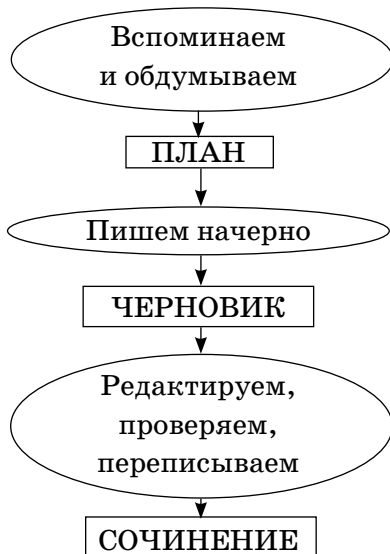 Вспоминаем
и обдумываем
ПЛАН
Пишем начерно
ЧЕРНОВИК
Редактируем,
проверяем,
переписываем
СОЧИНЕНИЕ